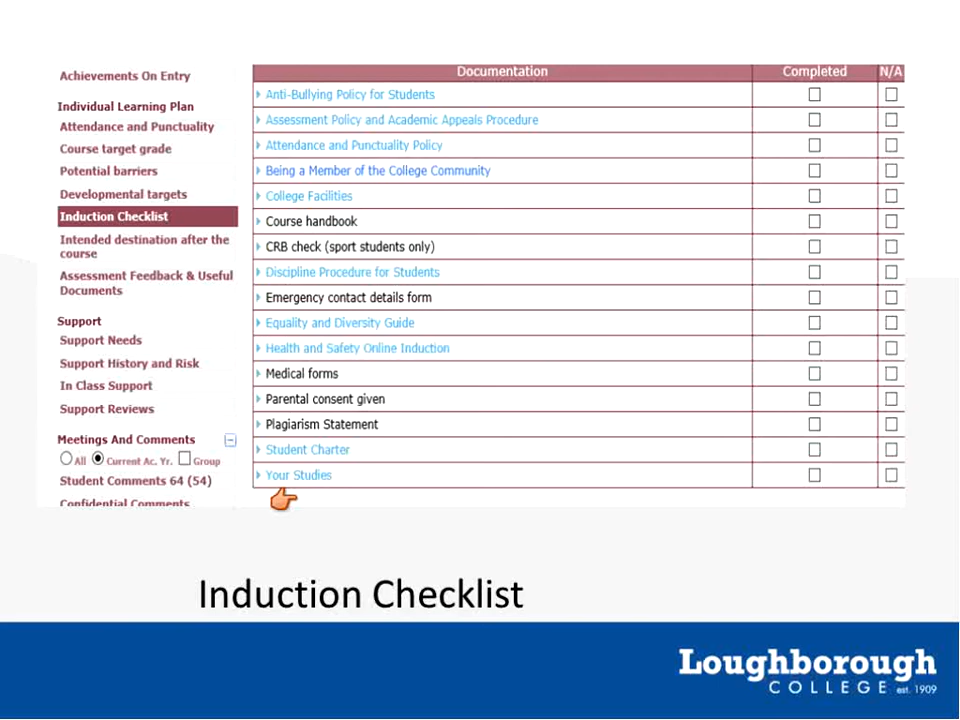 Achievements On Entry
Individual Learning Plan
Attendance and Punctuality
Course target grade
Potential barriers
Developmental targets
Induction Checklist
Intended destination after the
course
Assessment Feedback & Useful
Documents
Support
Support Needs
Support History and Risk
In Class Support
Support Reviews
Meetings And Comments
All Current Ac. Yr. Group
Student Comments 64 (54)
Confidential Comments
Documentation Completed N/A
Anti-Bullying Policy for Students
Assessment Policy and Academic Appeals Procedure
Attendance and Punctuality Policy
Being a Member of the College Community
College Facilities
Course handbook
CRB check (sport students only)
Discipline Procedure for Students
Emergency contact details form
Equality and Diversity Guide
Health and Safety Online Induction
Medical forms
Parental consent given
Plagiarism Statement
Student Charter
Your Studies
Induction Checklist
Loughborough
COLLEGE est. 1909